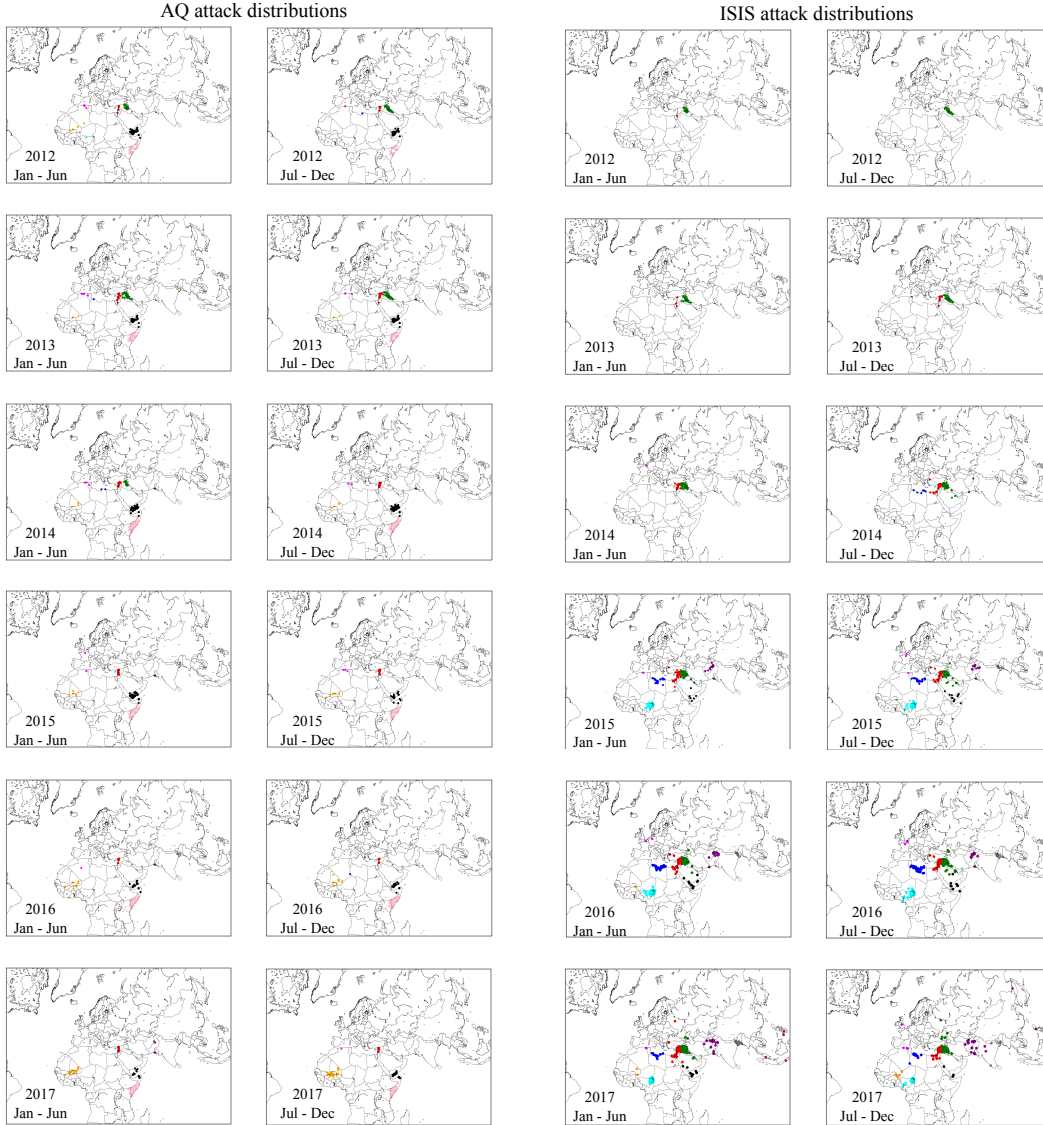 AQ attack distributions
ISIS attack distributions
2012
Jan - Jun
2012
Jul - Dec
2012
Jan - Jun
2012
Jul - Dec
2013
Jan - Jun
2013
Jul - Dec
2013
Jan - Jun
2013
Jul - Dec
2014
Jan - Jun
2014
Jul - Dec
2014
Jan - Jun
2014
Jul - Dec
2015
Jan - Jun
2015
Jul - Dec
2015
Jan - Jun
2015
Jul - Dec
2016
Jan - Jun
2016
Jul - Dec
2016
Jan - Jun
2016
Jul - Dec
2017
Jan - Jun
2017
Jul - Dec
2017
Jan - Jun
2017
Jul - Dec